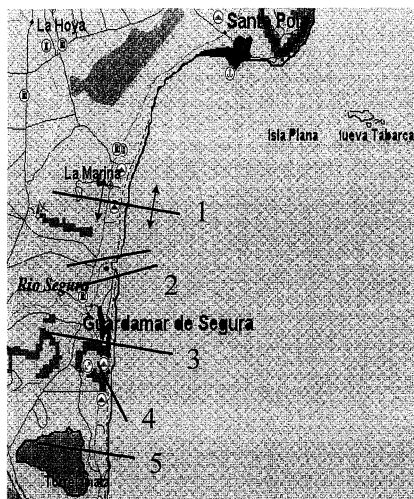 La Hoya
Santa Pola
Isla Plana
Nueva Tabarca
La Marina
1
2
Rio Segura
Guardamar de Segura
3
4
5